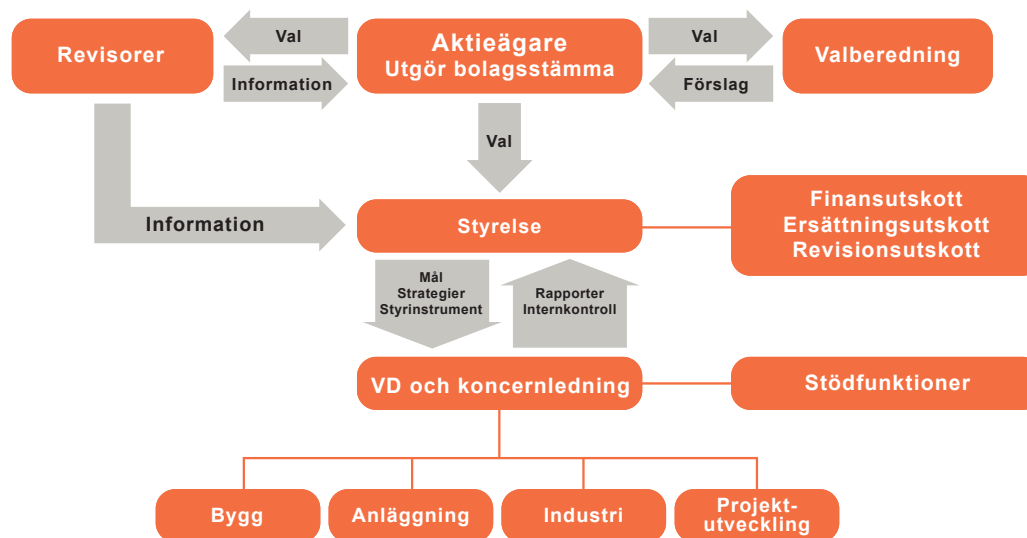 Revisorer
Val
Information
Aktieägare
Utgör bolagsstämma
Val
Förslag
Valberedning
Val
Information
Styrelse
Finansutskott
Ersättningsutskott
Revisionsutskott
Mål
Strategier
Styrinstrument
Rapporter
Internkontroll
VD och koncernledning
Stödfunktioner
Bygg
Anläggning
Industri
Projekt-
utveckling